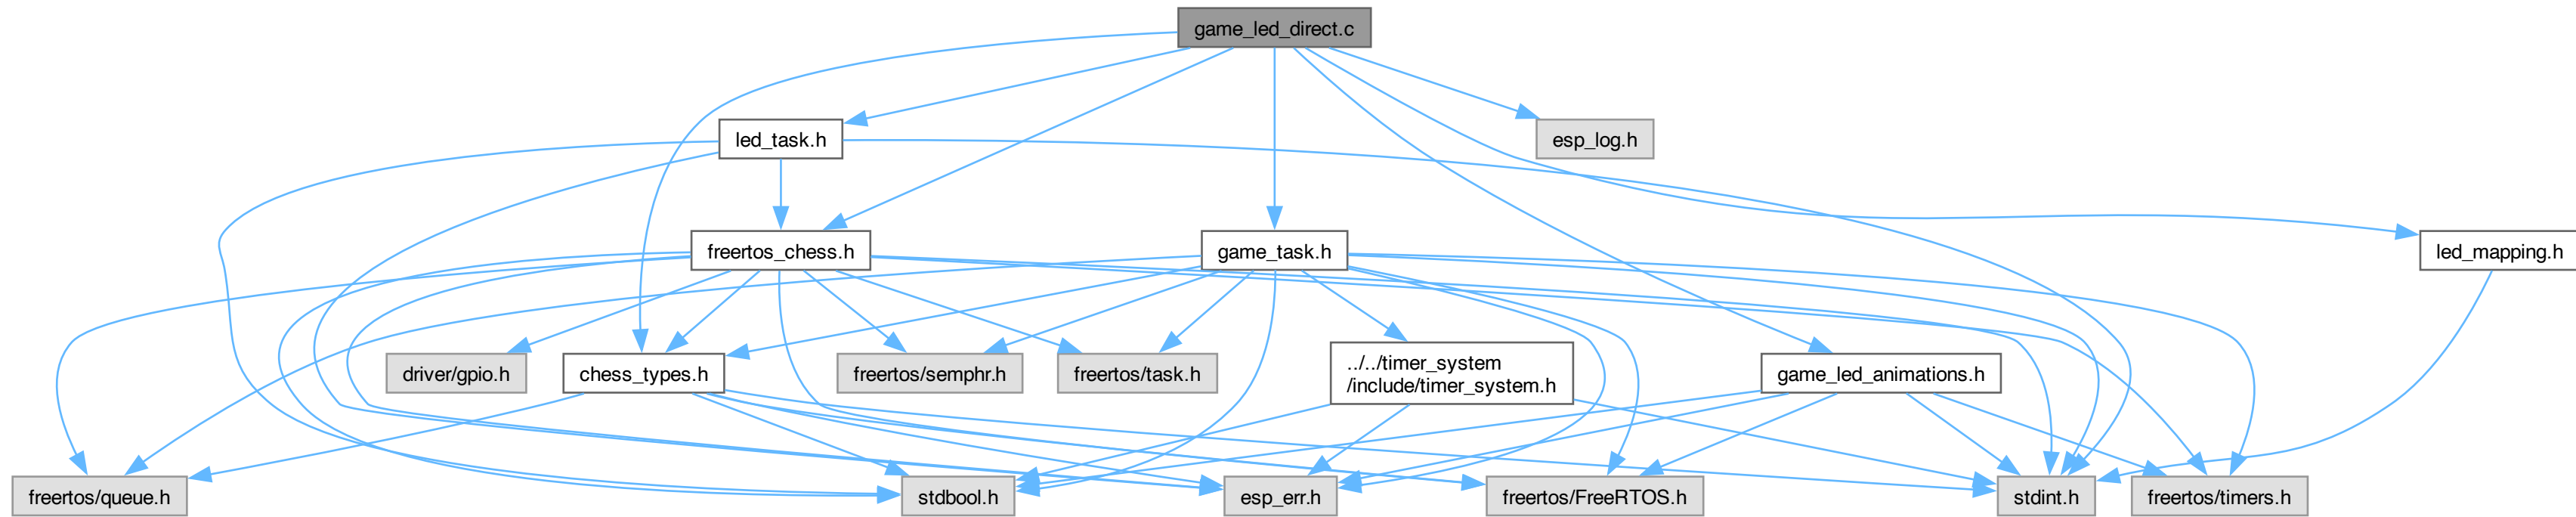 game_led_direct.c
led_task.h
esp_log.h
freertos_chess.h
game_task.h
led_mapping.h
driver/gpio.h
chess_types.h
freertos/semphr.h
freertos/task.h
../../timer_system
/include/timer_system.h
game_led_animations.h
freertos/queue.h
stdbool.h
esp_err.h
freertos/FreeRTOS.h
stdint.h
freertos/timers.h